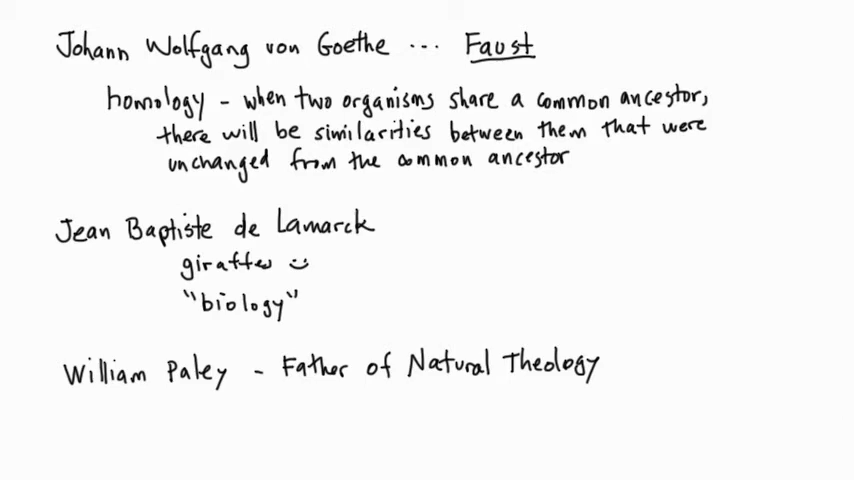 Johann Wolfgang von Goethe ... Faust
homology - when two organisms share a common ancestor,
there will be similarities between them that were
unchanged from the common ancestor
Jean Baptiste de Lamarck
giraffes :)
"biology"
William Paley - Father of Natural Theology